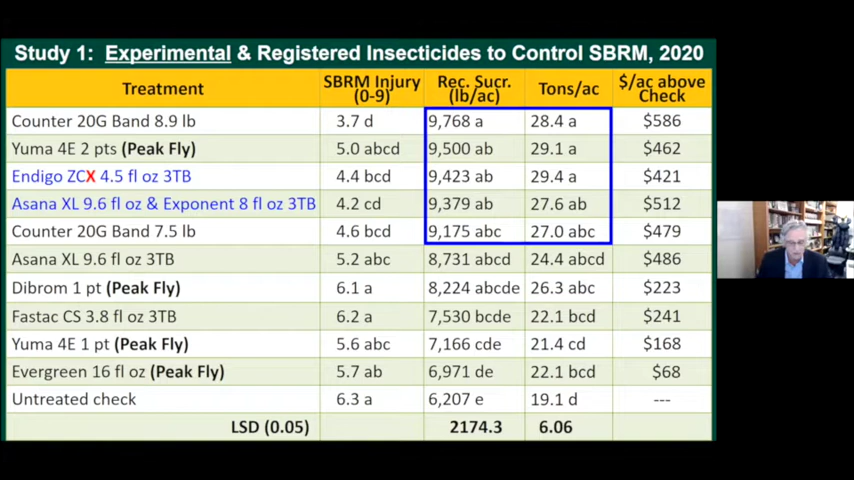 Study 1: Experimental & Registered Insecticides to Control SBRM, 2020
Treatment SBRM Injury (0-9) Rec. Sucr. (lb/ac) Tons/ac $/ac above Check
Counter 20G Band 8.9 lb 3.7 d 9,768 a 28.4 a $586
Yuma 4E 2 pts (Peak Fly) 5.0 abcd 9,500 ab 29.1 a $462
Endigo ZCX 4.5 fl oz 3TB 4.4 bcd 9,423 ab 29.4 a $421
Asana XL 9.6 fl oz & Exponent 8 fl oz 3TB 4.2 cd 9,379 ab 27.6 ab $512
Counter 20G Band 7.5 lb 4.6 bcd 9,175 abc 27.0 abc $479
Asana XL 9.6 fl oz 3TB 5.2 abc 8,731 abcd 24.4 abcd $486
Dibrom 1 pt (Peak Fly) 6.1 a 8,224 abcde 26.3 abc $223
Fastac CS 3.8 fl oz 3TB 6.2 a 7,530 bcde 22.1 bcd $241
Yuma 4E 1 pt (Peak Fly) 5.6 abc 7,166 cde 21.4 cd $168
Evergreen 16 fl oz (Peak Fly) 5.7 ab 6,971 de 22.1 bcd $68
Untreated check 6.3 a 6,207 e 19.1 d ---
LSD (0.05) 2174.3 6.06